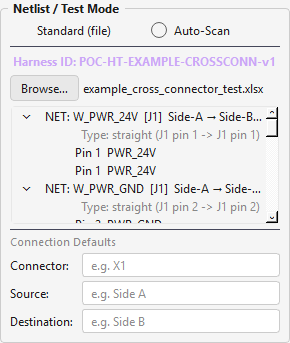 Netlist / Test Mode
Standard (file) Auto-Scan
Harness ID: POC-HT-EXAMPLE-CROSSCONN-v1
Browse... example_cross_connector_test.xlsx
NET: W_PWR_24V [J1] Side-A → Side-B...
Type: straight (J1 pin 1 -> J1 pin 1)
Pin 1 PWR_24V
Pin 1 PWR_24V
NET: W_PWR_GND [J1] Side-A → Side-...
Type: straight (J1 pin 2 -> J1 pin 2)
Pin 2 PWR_GND
Connection Defaults
Connector: e.g. X1
Source: e.g. Side A
Destination: e.g. Side B